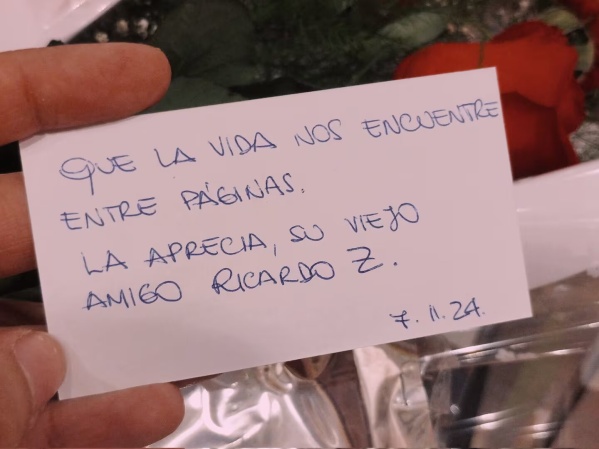 QUE LA VIDA NOS ENCUENTRE
ENTRE PÁGINAS.
LA APRECIA, SU VIEJO
AMIGO RICARDO Z.
7.11.24.